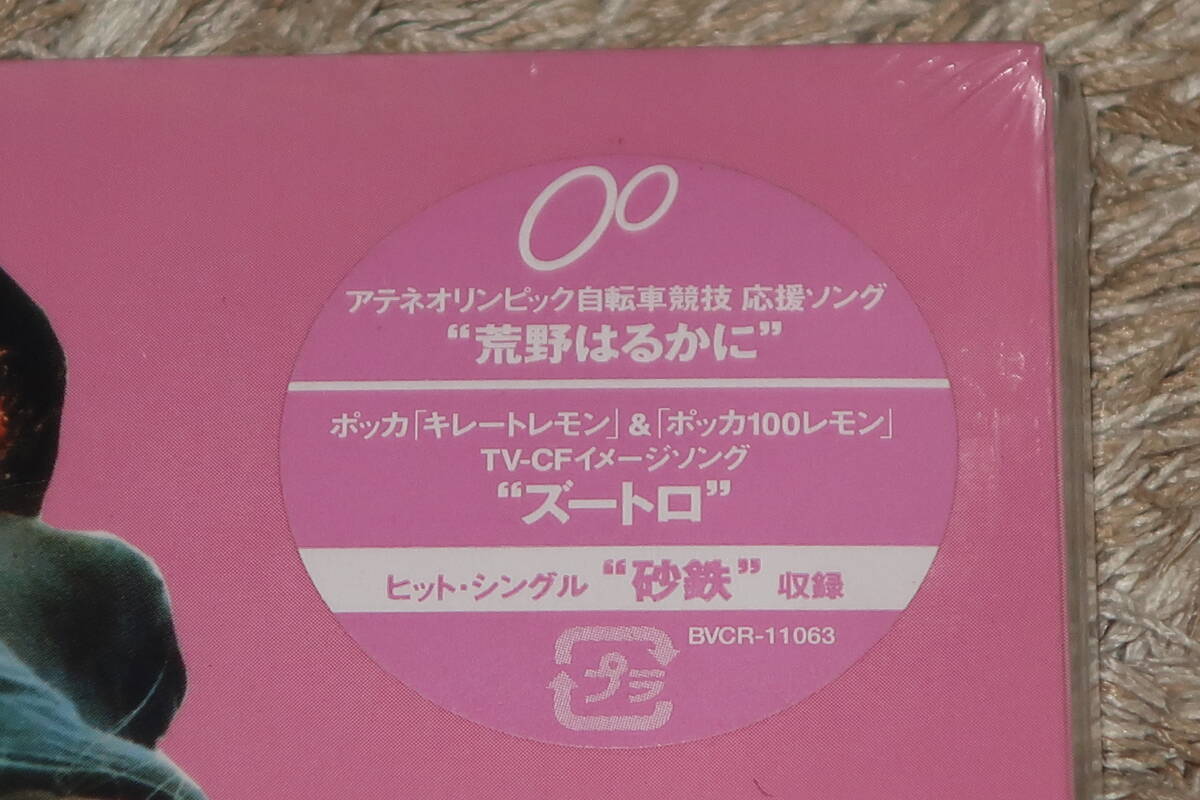 アテネオリンピック自転車競技 応援ソング
“荒野はるかに”
ポッカ「キレートレモン」&「ポッカ100レモン」
TV-CFイメージソング
“ズートロ”
ヒット・シングル “砂鉄” 収録
BVCR-11063
プラ